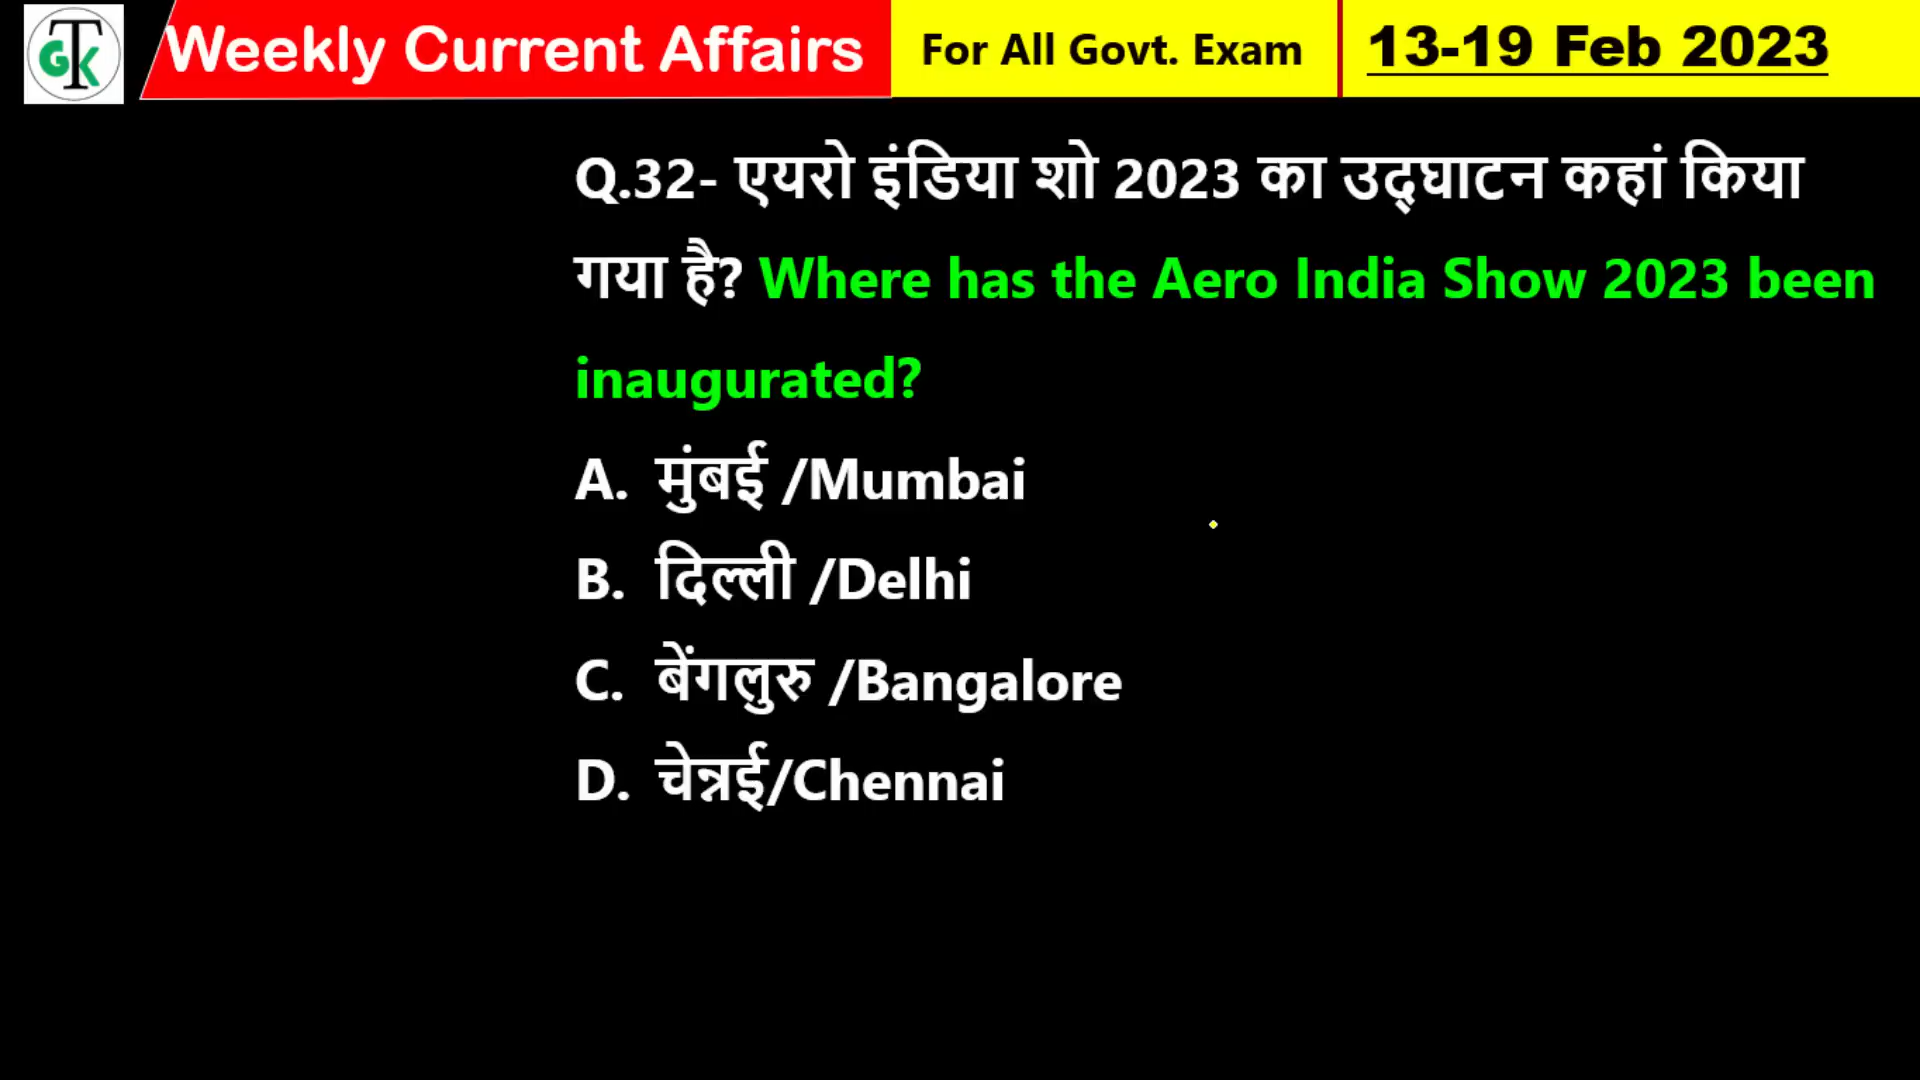 GTK
Weekly Current Affairs
For All Govt. Exam
13-19 Feb 2023
Q.32- एयरो इंडिया शो 2023 का उद्घाटन कहां किया
गया है? Where has the Aero India Show 2023 been
inaugurated?
A. मुंबई /Mumbai
B. दिल्ली /Delhi
C. बेंगलुरु /Bangalore
D. चेन्नई/Chennai